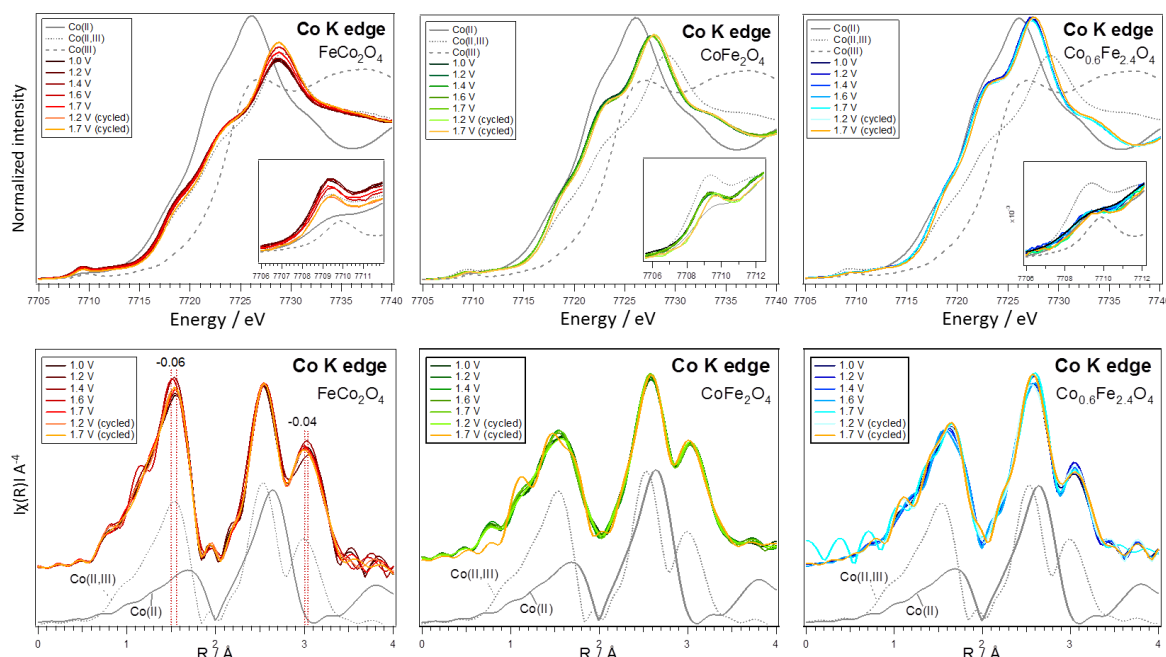 Normalized intensity
Co K edge
FeCo2O4
Co(II)
Co(II,III)
Co(III)
1.0 V
1.2 V
1.4 V
1.6 V
1.7 V
1.2 V (cycled)
1.7 V (cycled)
7706 7707 7708 7709 7710 7711
7705 7710 7715 7720 7725 7730 7735 7740
Energy / eV
Co K edge
CoFe2O4
Co(II)
Co(II,III)
Co(III)
1.0 V
1.2 V
1.4 V
1.6 V
1.7 V
1.2 V (cycled)
1.7 V (cycled)
7706 7708 7710 7712
7705 7710 7715 7720 7725 7730 7735 7740
Energy / eV
Co K edge
Co0.6Fe2.4O4
Co(II)
Co(II,III)
Co(III)
1.0 V
1.2 V
1.4 V
1.6 V
1.7 V
1.2 V (cycled)
1.7 V (cycled)
x 10-3
7706 7708 7710 7712
7705 7710 7715 7720 7725 7730 7735 7740
Energy / eV
|χ(R)| A-4
Co K edge
FeCo2O4
1.0 V
1.2 V
1.4 V
1.6 V
1.7 V
1.2 V (cycled)
1.7 V (cycled)
-0.06
-0.04
Co(II,III)
Co(II)
0 1 2 3 4
R / Å
Co K edge
CoFe2O4
1.0 V
1.2 V
1.4 V
1.6 V
1.7 V
1.2 V (cycled)
1.7 V (cycled)
Co(II,III)
Co(II)
0 1 2 3 4
R / Å
Co K edge
Co0.6Fe2.4O4
1.0 V
1.2 V
1.4 V
1.6 V
1.7 V
1.2 V (cycled)
1.7 V (cycled)
Co(II,III)
Co(II)
0 1 2 3 4
R / Å